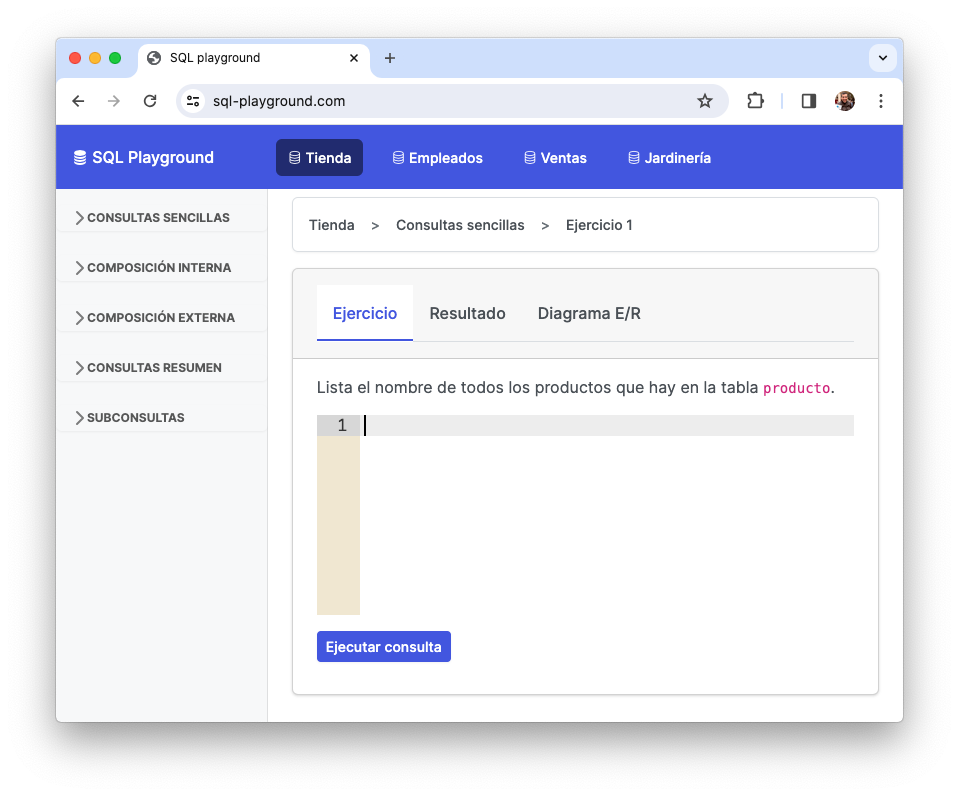 SQL playground
sql-playground.com
SQL Playground
Tienda
Empleados
Ventas
Jardinería
CONSULTAS SENCILLAS
COMPOSICIÓN INTERNA
COMPOSICIÓN EXTERNA
CONSULTAS RESUMEN
SUBCONSULTAS
Tienda > Consultas sencillas > Ejercicio 1
Ejercicio Resultado Diagrama E/R
Lista el nombre de todos los productos que hay en la tabla producto.
1
Ejecutar consulta